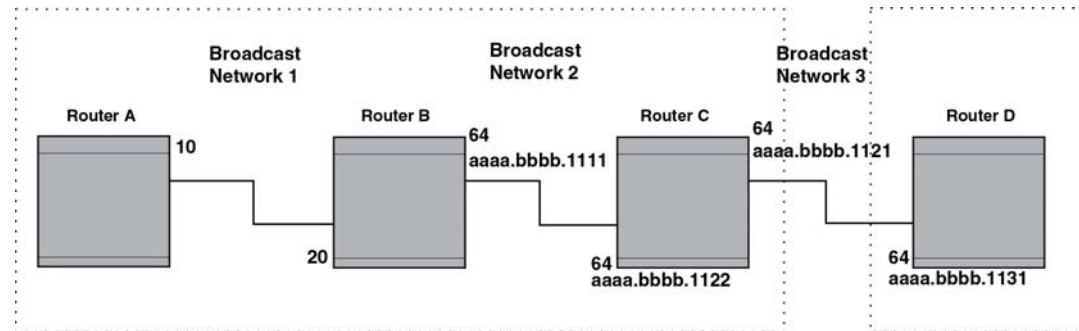 Broadcast
Network 1
Broadcast
Network 2
Broadcast
Network 3
Router A
Router B
Router C
Router D
10
64
aaaa.bbbb.1111
64
aaaa.bbbb.1121
20
64
aaaa.bbbb.1122
64
aaaa.bbbb.1131